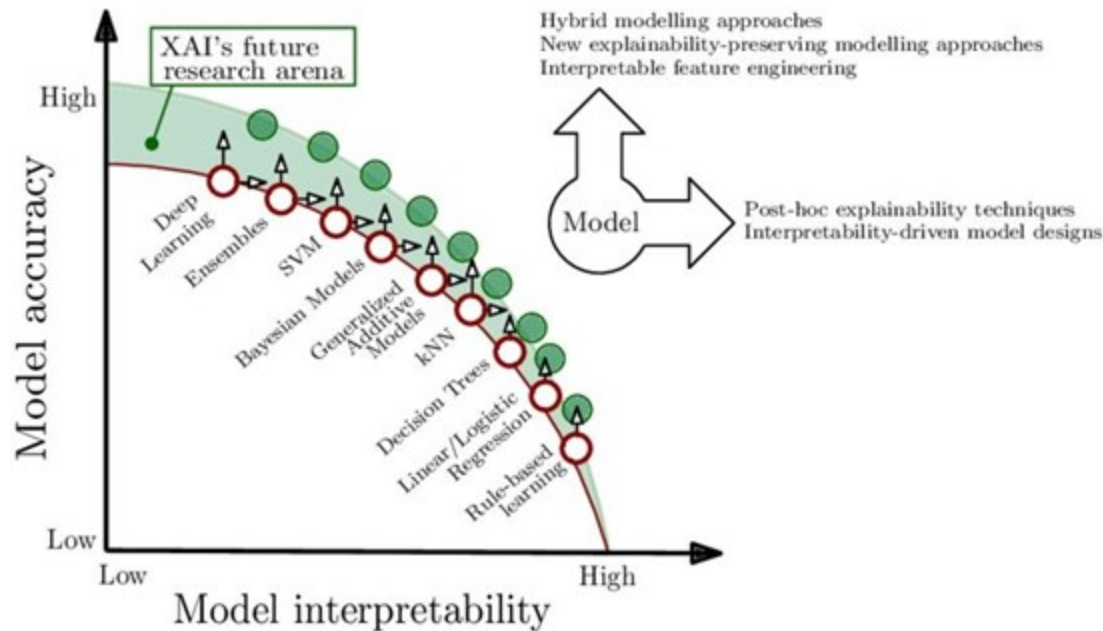 Hybrid modelling approaches
New explainability-preserving modelling approaches
Interpretable feature engineering
XAI's future
research arena
High
Model accuracy
Low
Deep
Learning
Ensembles
SVM
Bayesian Models
Generalized
Additive
Models
kNN
Decision Trees
Linear/Logistic
Regression
Rule-based
learning
Model
Post-hoc explainability techniques
Interpretability-driven model designs
Low
High
Model interpretability